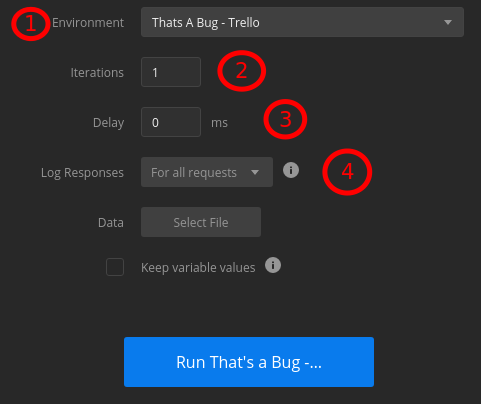 1 Environment Thats A Bug - Trello
Iterations 1 2
Delay 0 ms 3
Log Responses For all requests i 4
Data Select File
Keep variable values i
Run That's a Bug -...